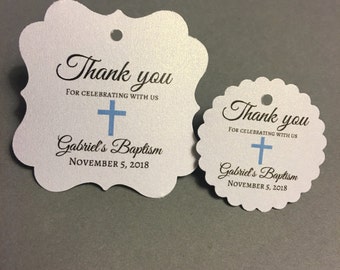 Thank you
FOR CELEBRATING WITH US
Gabriel's Baptism
NOVEMBER 5, 2018
Thank you
FOR CELEBRATING WITH US
Gabriel's Baptism
NOVEMBER 5, 2018